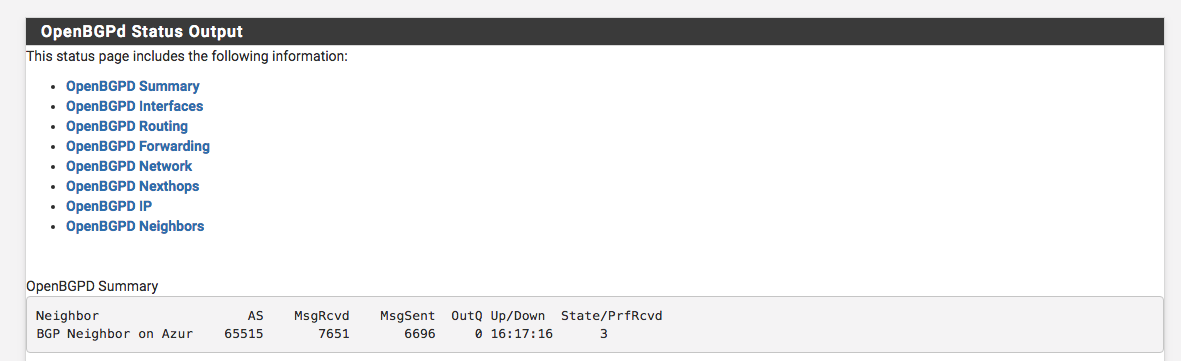 OpenBGPd Status Output
This status page includes the following information:
• OpenBGPD Summary
• OpenBGPD Interfaces
• OpenBGPD Routing
• OpenBGPD Forwarding
• OpenBGPD Network
• OpenBGPD Nexthops
• OpenBGPD IP
• OpenBGPD Neighbors
OpenBGPD Summary
Neighbor                   AS    MsgRcvd    MsgSent  OutQ Up/Down  State/PrfRcvd
BGP Neighbor on Azur    65515       7651       6696     0 16:17:16      3